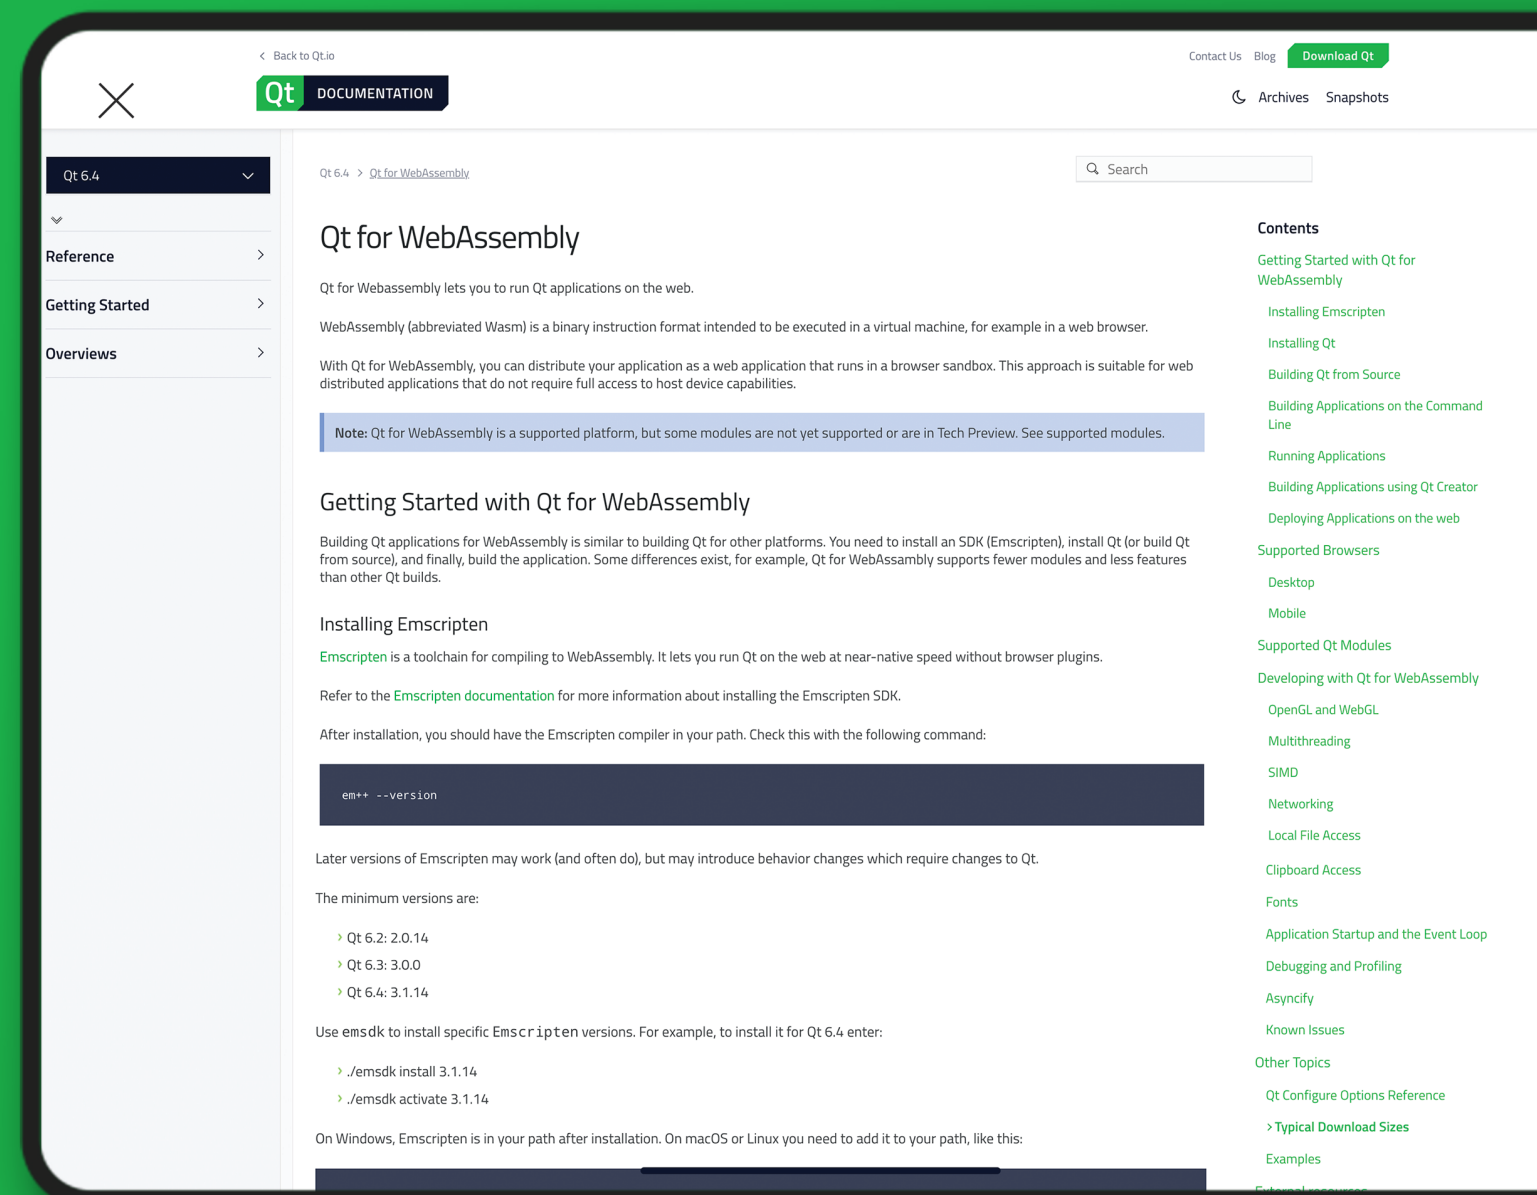 Back to Qt.io
Contact Us Blog Download Qt
Qt DOCUMENTATION
Archives Snapshots
Qt 6.4
Reference
Getting Started
Overviews
Qt 6.4 > Qt for WebAssembly
Search
Qt for WebAssembly
Qt for Webassembly lets you to run Qt applications on the web.
WebAssembly (abbreviated Wasm) is a binary instruction format intended to be executed in a virtual machine, for example in a web browser.
With Qt for WebAssembly, you can distribute your application as a web application that runs in a browser sandbox. This approach is suitable for web
distributed applications that do not require full access to host device capabilities.
Note: Qt for WebAssembly is a supported platform, but some modules are not yet supported or are in Tech Preview. See supported modules.
Getting Started with Qt for WebAssembly
Building Qt applications for WebAssembly is similar to building Qt for other platforms. You need to install an SDK (Emscripten), install Qt (or build Qt
from source), and finally, build the application. Some differences exist, for example, Qt for WebAssambly supports fewer modules and less features
than other Qt builds.
Installing Emscripten
Emscripten is a toolchain for compiling to WebAssembly. It lets you run Qt on the web at near-native speed without browser plugins.
Refer to the Emscripten documentation for more information about installing the Emscripten SDK.
After installation, you should have the Emscripten compiler in your path. Check this with the following command:
em++ --version
Later versions of Emscripten may work (and often do), but may introduce behavior changes which require changes to Qt.
The minimum versions are:
› Qt 6.2: 2.0.14
› Qt 6.3: 3.0.0
› Qt 6.4: 3.1.14
Use emsdk to install specific Emscripten versions. For example, to install it for Qt 6.4 enter:
› ./emsdk install 3.1.14
› ./emsdk activate 3.1.14
On Windows, Emscripten is in your path after installation. On macOS or Linux you need to add it to your path, like this:
Contents
Getting Started with Qt for
WebAssembly
Installing Emscripten
Installing Qt
Building Qt from Source
Building Applications on the Command
Line
Running Applications
Building Applications using Qt Creator
Deploying Applications on the web
Supported Browsers
Desktop
Mobile
Supported Qt Modules
Developing with Qt for WebAssembly
OpenGL and WebGL
Multithreading
SIMD
Networking
Local File Access
Clipboard Access
Fonts
Application Startup and the Event Loop
Debugging and Profiling
Asyncify
Known Issues
Other Topics
Qt Configure Options Reference
› Typical Download Sizes
Examples
External resources